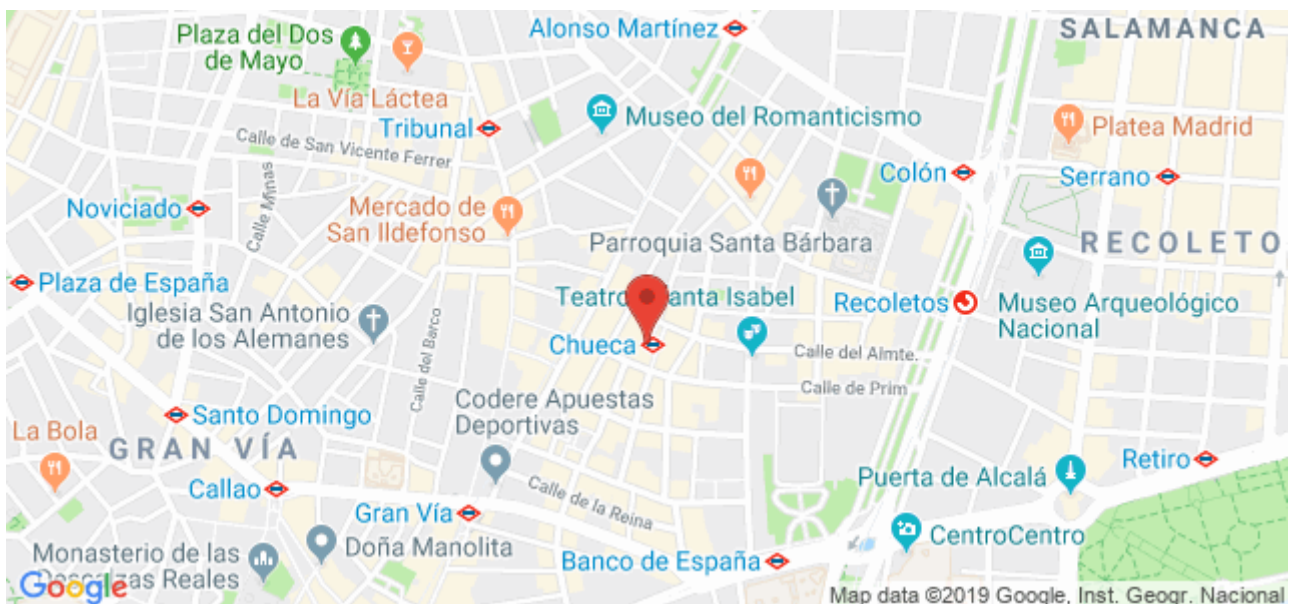 Plaza del Dos
de Mayo
Alonso Martínez
SALAMANCA
La Vía Láctea
Tribunal
Museo del Romanticismo
Platea Madrid
Calle de San Vicente Ferrer
Colón
Serrano
Calle Minas
Noviciado
Mercado de
San Ildefonso
Parroquia Santa Bárbara
RECOLETO
Plaza de España
Teatro Santa Isabel
Recoletos
Museo Arqueológico
Nacional
Iglesia San Antonio
de los Alemanes
Calle del Barco
Chueca
Calle del Almte.
Calle de Prim
Santo Domingo
Codere Apuestas
Deportivas
La Bola
GRAN VÍA
Retiro
Callao
Puerta de Alcalá
Calle de la Reina
Gran Vía
Doña Manolita
CentroCentro
Banco de España
Monasterio de las
Reales
Google
Map data ©2019 Google, Inst. Geogr. Nacional